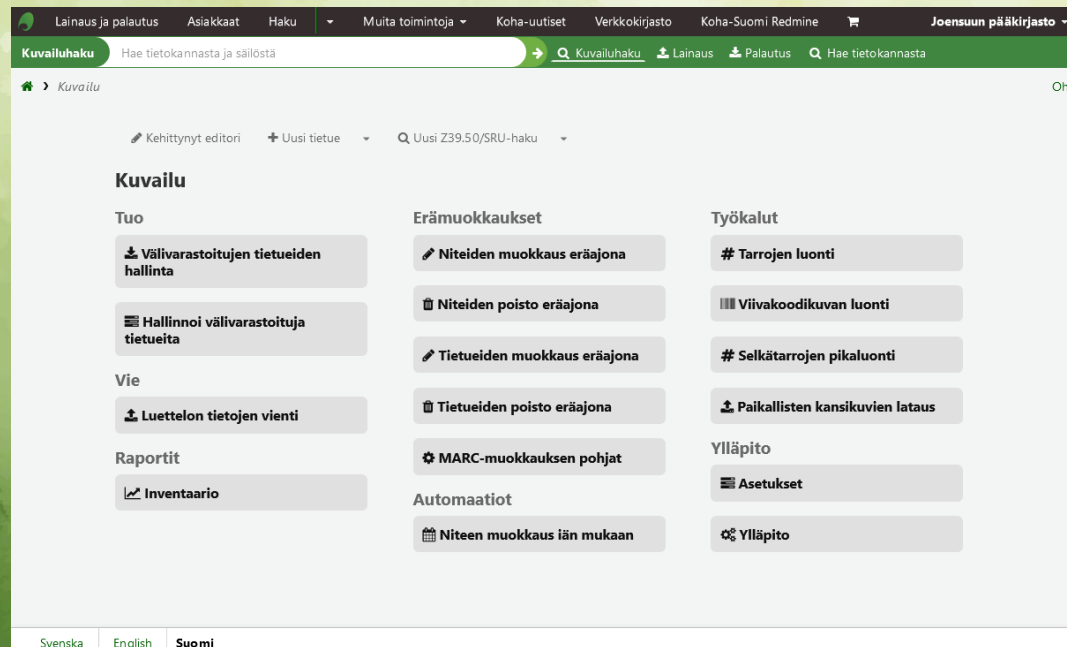 Lainaus ja palautus Asiakkaat Haku Muita toimintoja Koha-uutiset Verkkokirjasto Koha-Suomi Redmine Joensuun pääkirjasto
Kuvailuhaku Hae tietokannasta ja säilöstä Kuvailuhaku Lainaus Palautus Hae tietokannasta
Kuvailu Oh
Kehittynyt editori Uusi tietue Uusi Z39.50/SRU-haku
Kuvailu
Tuo
Välivarastoitujen tietueiden
hallinta
Hallinnoi välivarastoituja
tietueita
Vie
Luettelon tietojen vienti
Raportit
Inventaario
Erämuokkaukset
Niteiden muokkaus eräajona
Niteiden poisto eräajona
Tietueiden muokkaus eräajona
Tietueiden poisto eräajona
MARC-muokkauksen pohjat
Automaatiot
Niteen muokkaus iän mukaan
Työkalut
Tarrojen luonti
Viivakoodikuvan luonti
Selkätarrojen pikaluonti
Paikallisten kansikuvien lataus
Ylläpito
Asetukset
Ylläpito
Svenska English Suomi